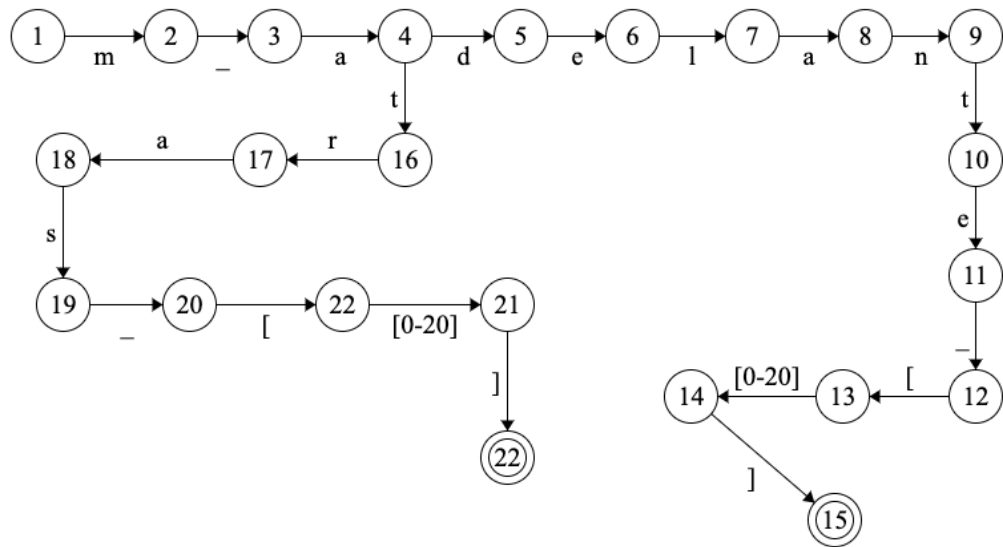 1 2 3 4 5 6 7 8 9
m _ a d e l a n
t t
18 a 17 r 16 10
s e
11
19 20 22 21
_ [ [0-20] _
] [0-20] [
14 13 12
22 ]
15